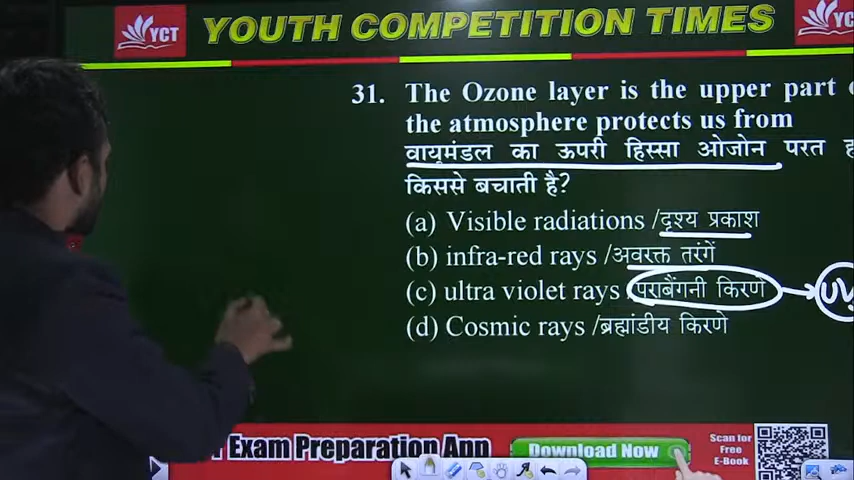 YCT
YOUTH COMPETITION TIMES
YCT
31. The Ozone layer is the upper part
the atmosphere protects us from
वायुमंडल का ऊपरी हिस्सा ओजोन परत
किससे बचाती है?
(a) Visible radiations /दृश्य प्रकाश
(b) infra-red rays /अवरक्त तरंगें
(c) ultra violet rays /पराबैंगनी किरणे
UV
(d) Cosmic rays /ब्रह्मांडीय किरणे
Exam Preparation App
Download Now
Scan for
Free
E-Book